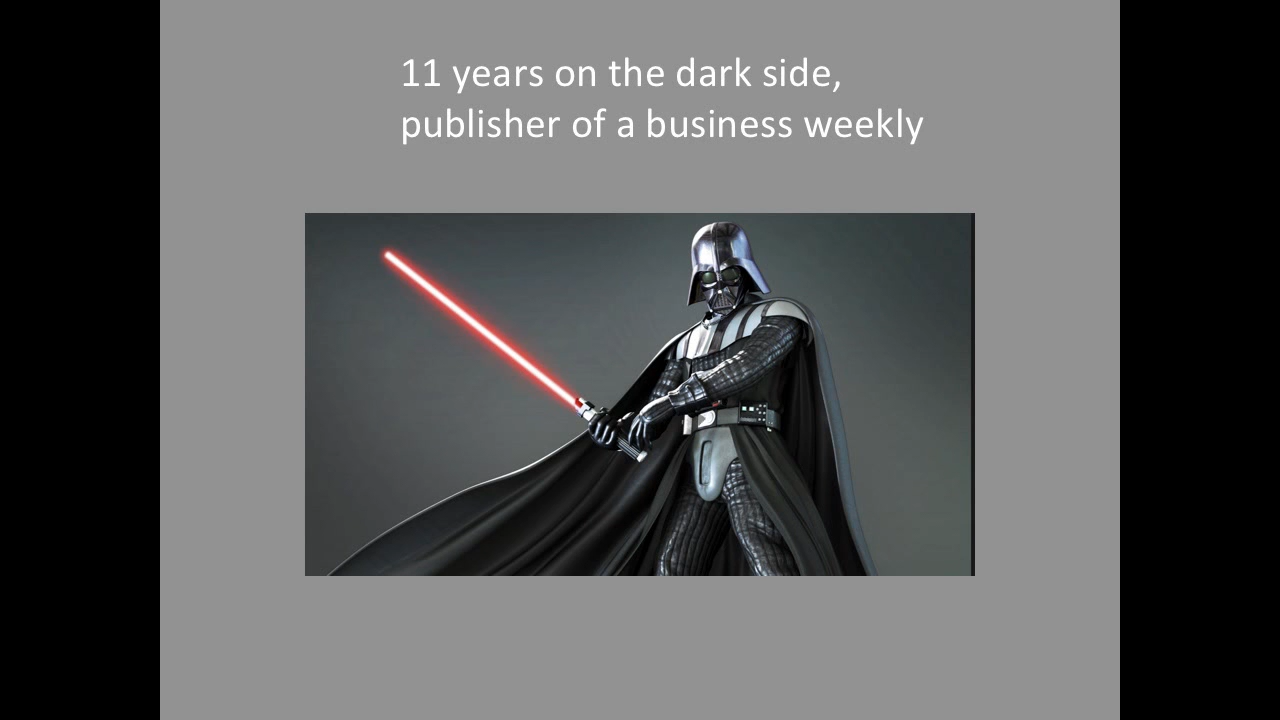 11 years on the dark side,
publisher of a business weekly